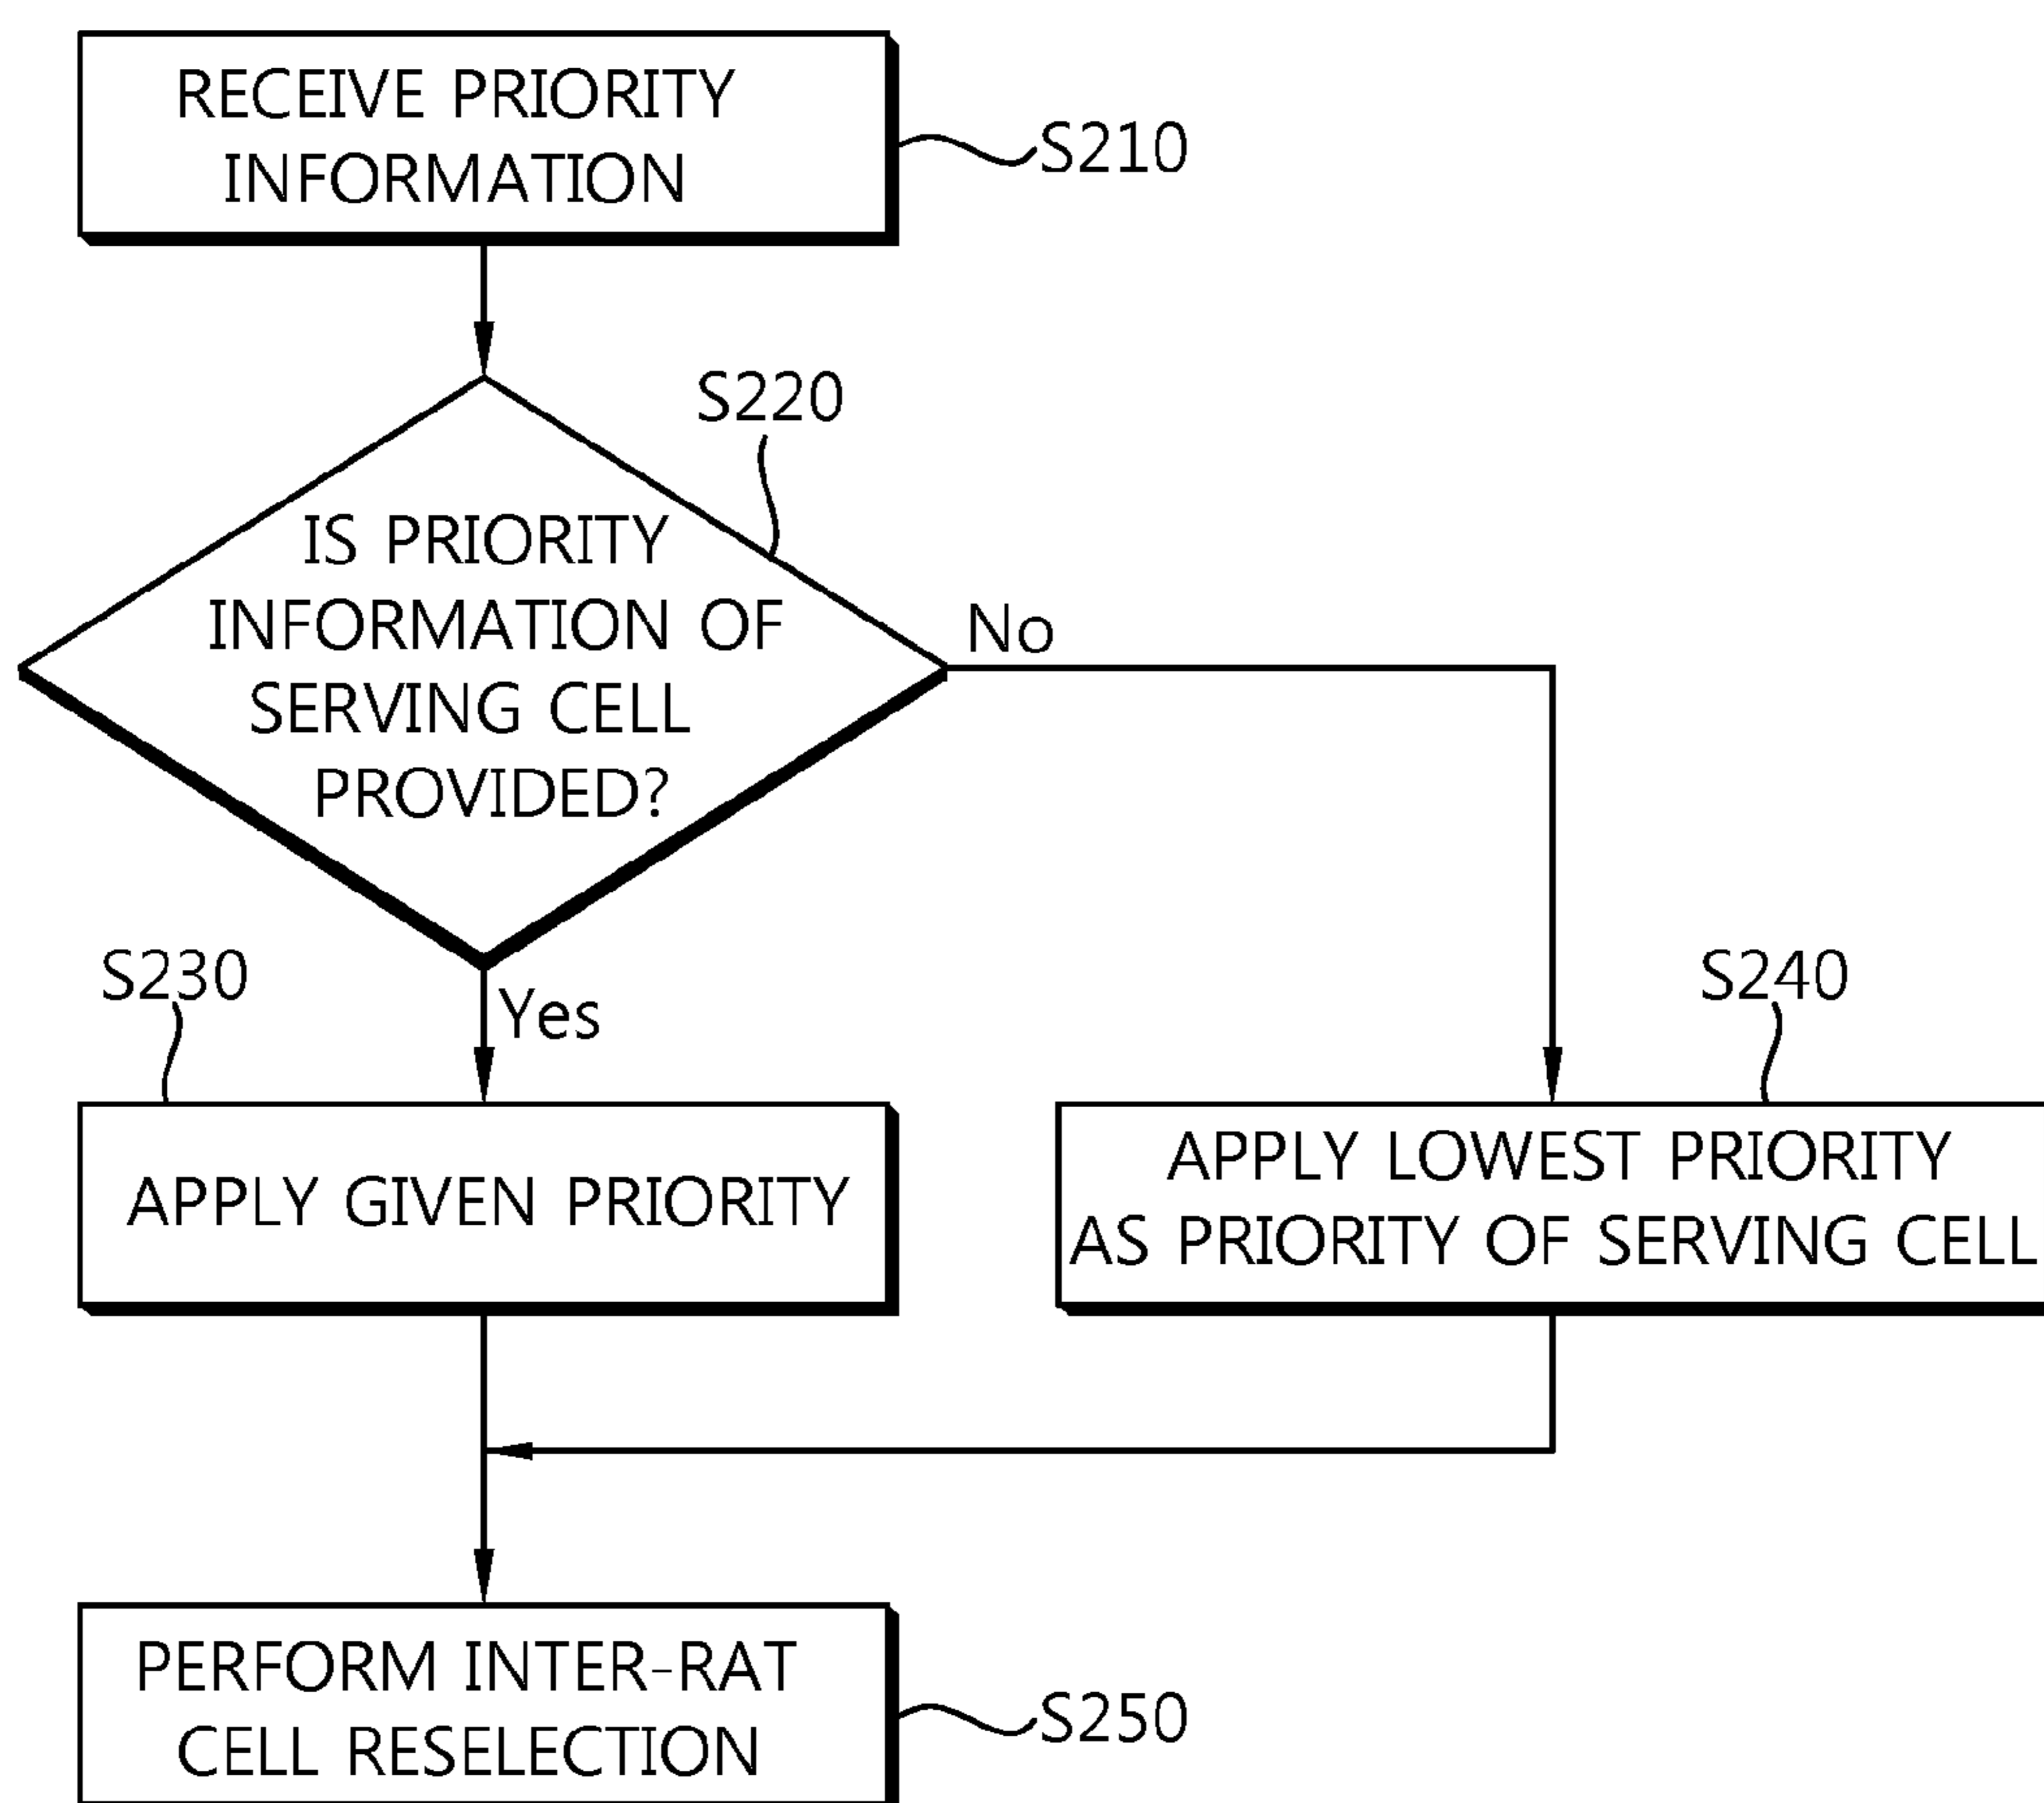 RECEIVE PRIORITY
INFORMATION
S210
S220
IS PRIORITY
INFORMATION OF
SERVING CELL
PROVIDED?
No
Yes
S230
APPLY GIVEN PRIORITY
S240
APPLY LOWEST PRIORITY
AS PRIORITY OF SERVING CELL
PERFORM INTER-RAT
CELL RESELECTION
S250